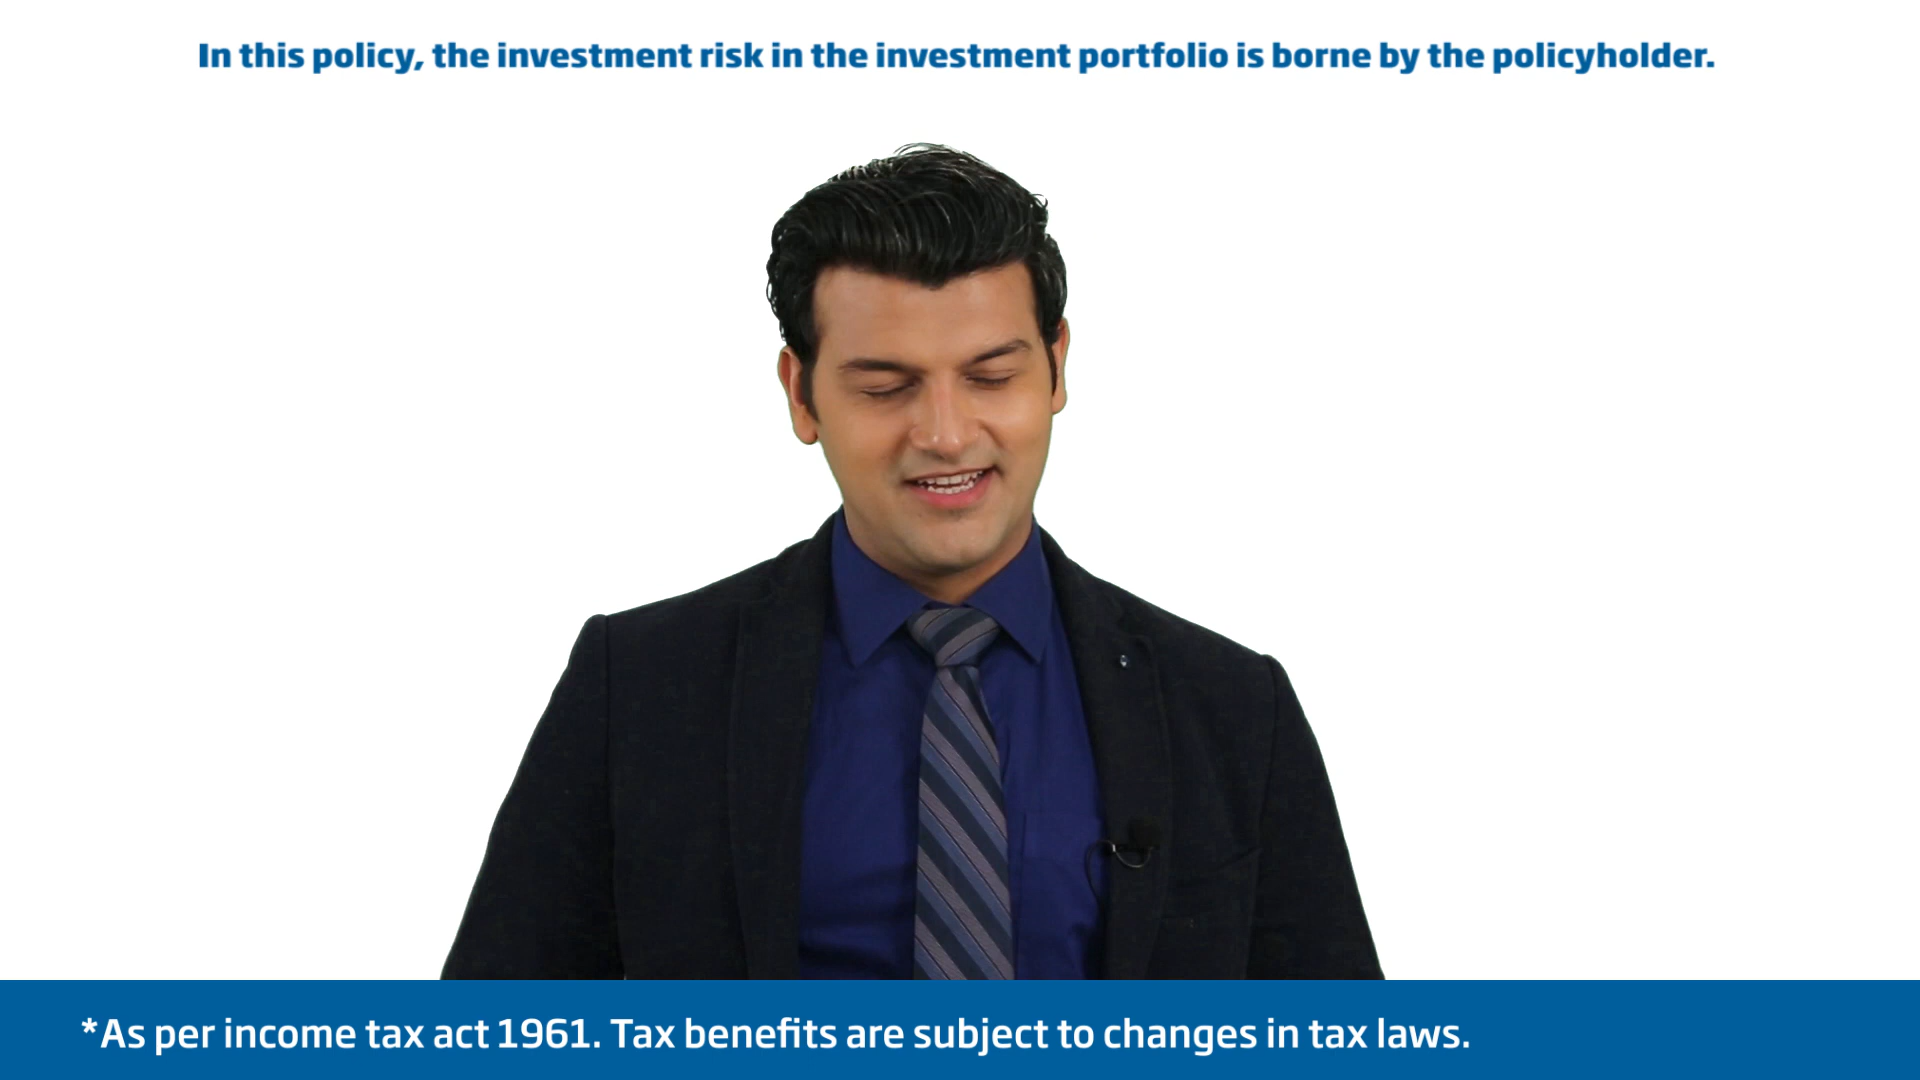 In this policy, the investment risk in the investment portfolio is borne by the policyholder.
*As per income tax act 1961. Tax benefits are subject to changes in tax laws.